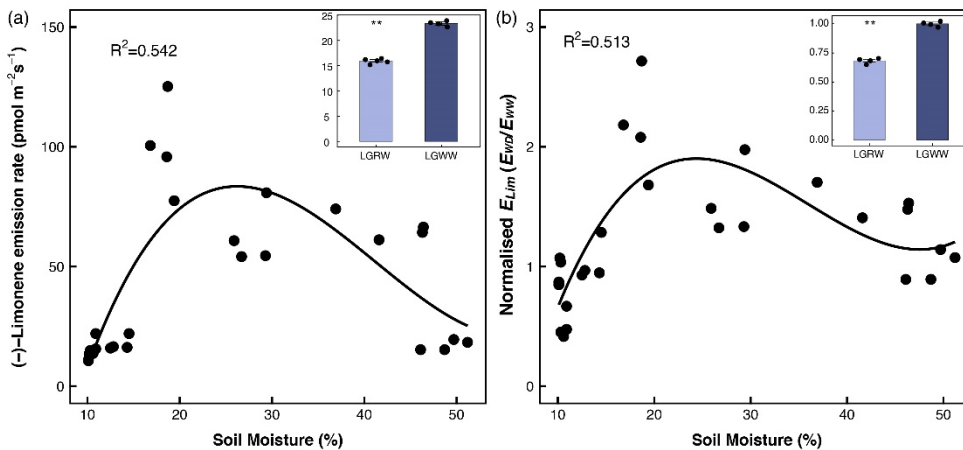 (a)
R²=0.542
(−)−Limonene emission rate (pmol m⁻²s⁻¹)
150
100
50
0
10
20
30
40
50
Soil Moisture (%)
**
25
20
15
10
5
0
LGRW
LGWW
(b)
R²=0.513
Normalised E_Lim (E_WD/E_WW)
3
2
1
0
10
20
30
40
50
Soil Moisture (%)
**
1.00
0.75
0.50
0.25
0.00
LGRW
LGWW